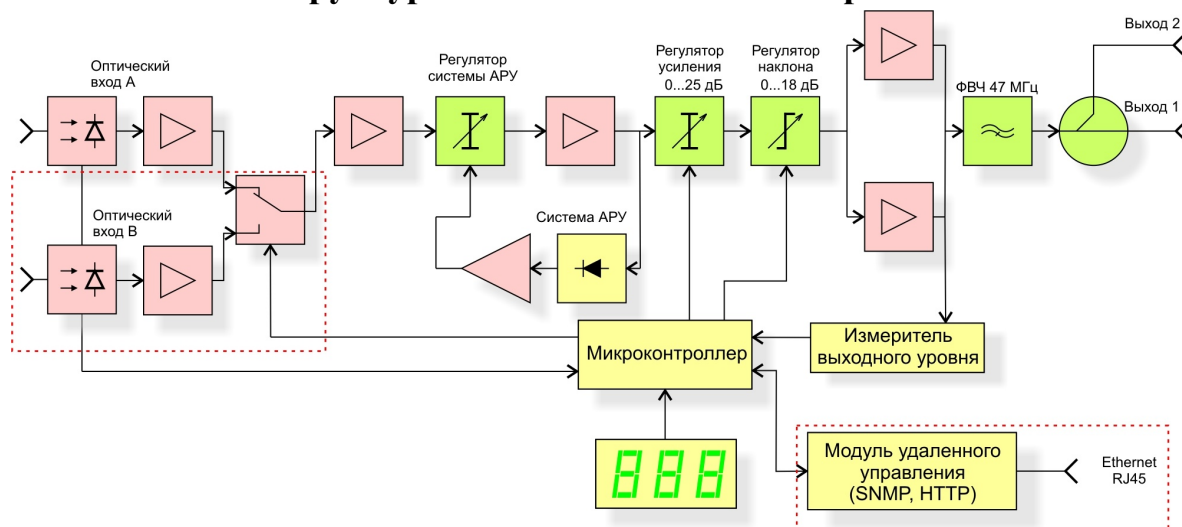 Оптический
вход А
Регулятор
системы АРУ
Регулятор
усиления
0...25 дБ
Регулятор
наклона
0...18 дБ
ФВЧ 47 МГц
Выход 2
Выход 1
Оптический
вход В
Система АРУ
Микроконтроллер
Измеритель
выходного уровня
888
Модуль удаленного
управления
(SNMP, HTTP)
Ethernet
RJ45